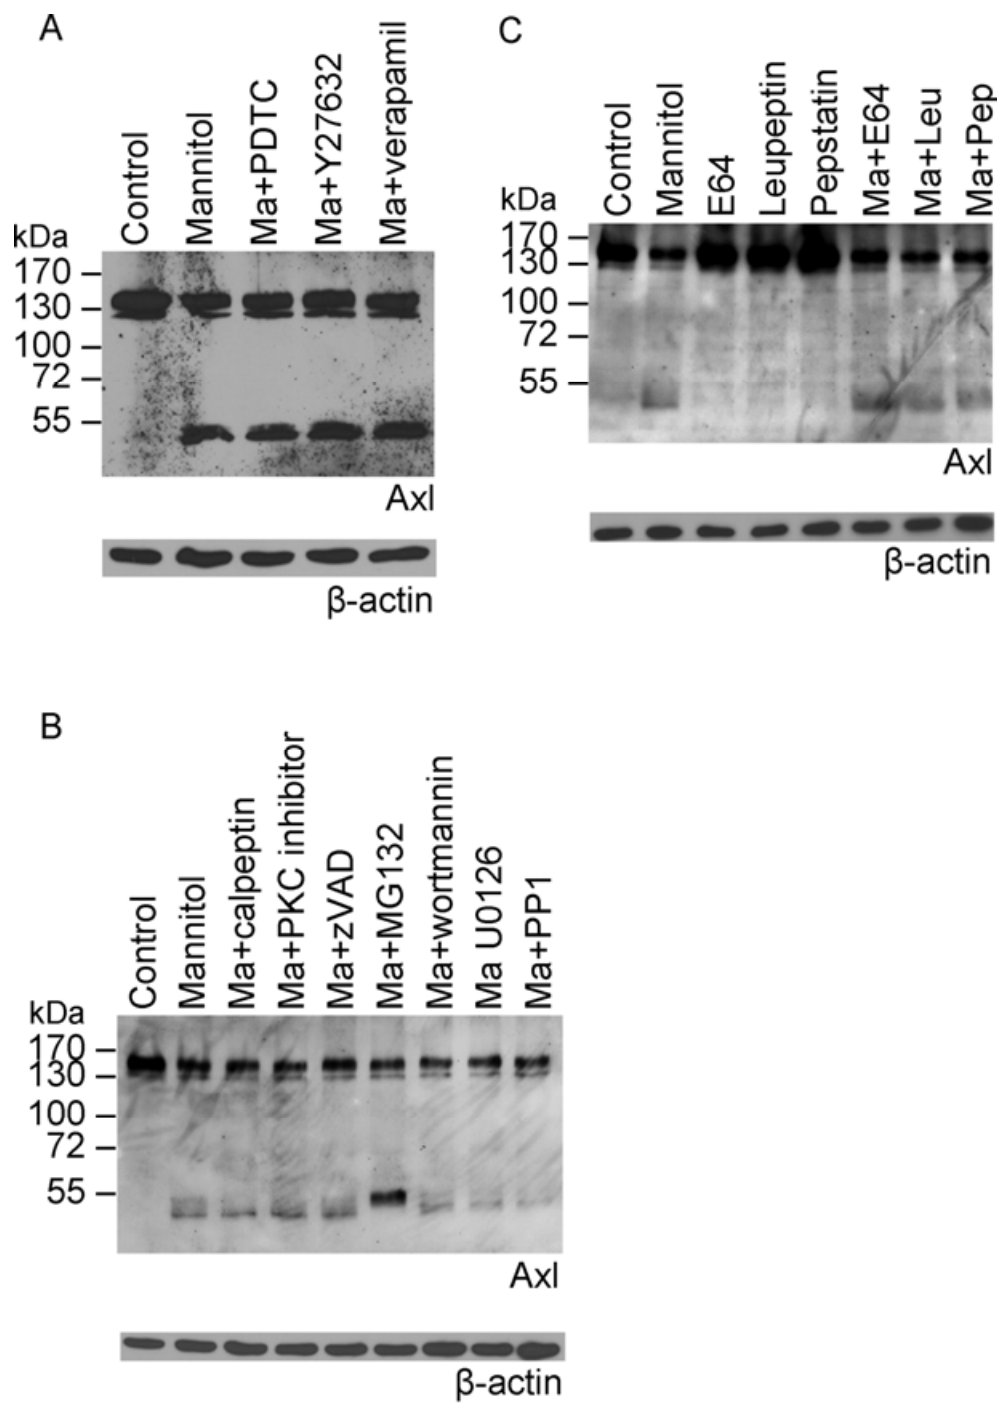 A
Control
Mannitol
Ma+PDTC
Ma+Y27632
Ma+verapamil
kDa
170
130
100
72
55
Axl
β-actin
C
Control
Mannitol
E64
Leupeptin
Pepstatin
Ma+E64
Ma+Leu
Ma+Pep
kDa
170
130
100
72
55
Axl
β-actin
B
Control
Mannitol
Ma+calpeptin
Ma+PKC inhibitor
Ma+zVAD
Ma+MG132
Ma+wortmannin
Ma U0126
Ma+PP1
kDa
170
130
100
72
55
Axl
β-actin